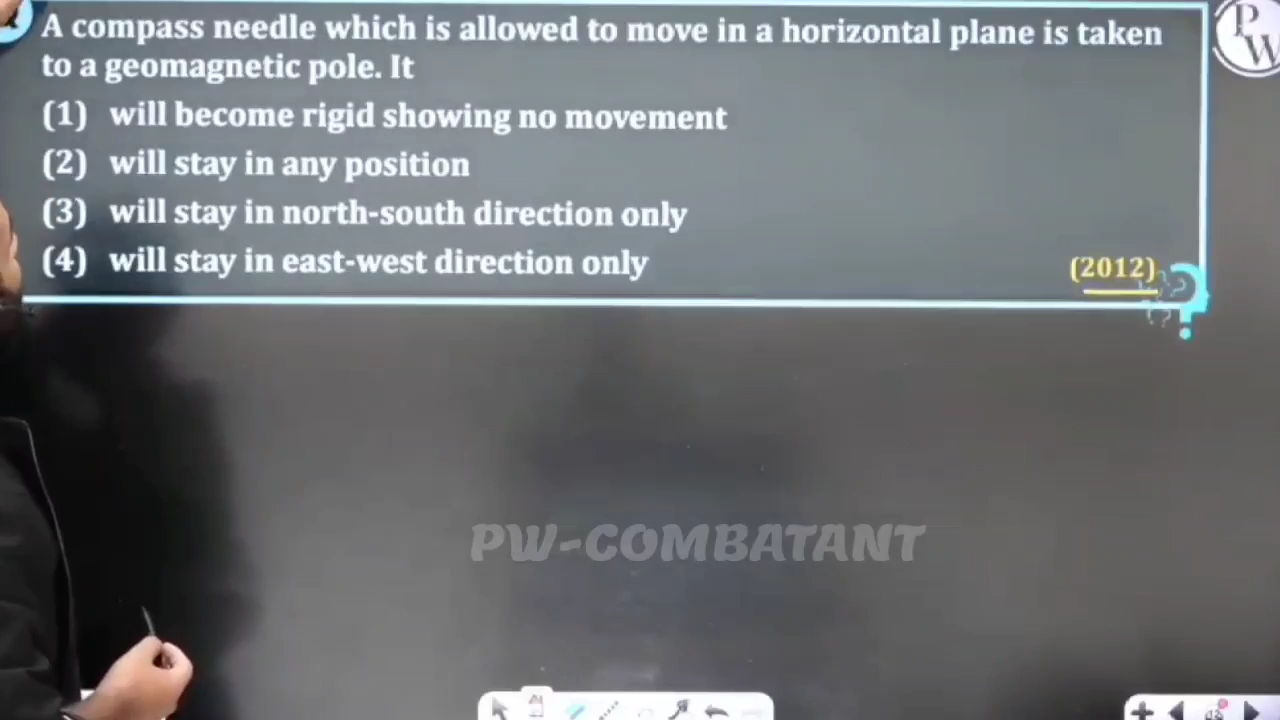 A compass needle which is allowed to move in a horizontal plane is taken
to a geomagnetic pole. It
(1) will become rigid showing no movement
(2) will stay in any position
(3) will stay in north-south direction only
(4) will stay in east-west direction only
(2012)
PW
PW-COMBATANT